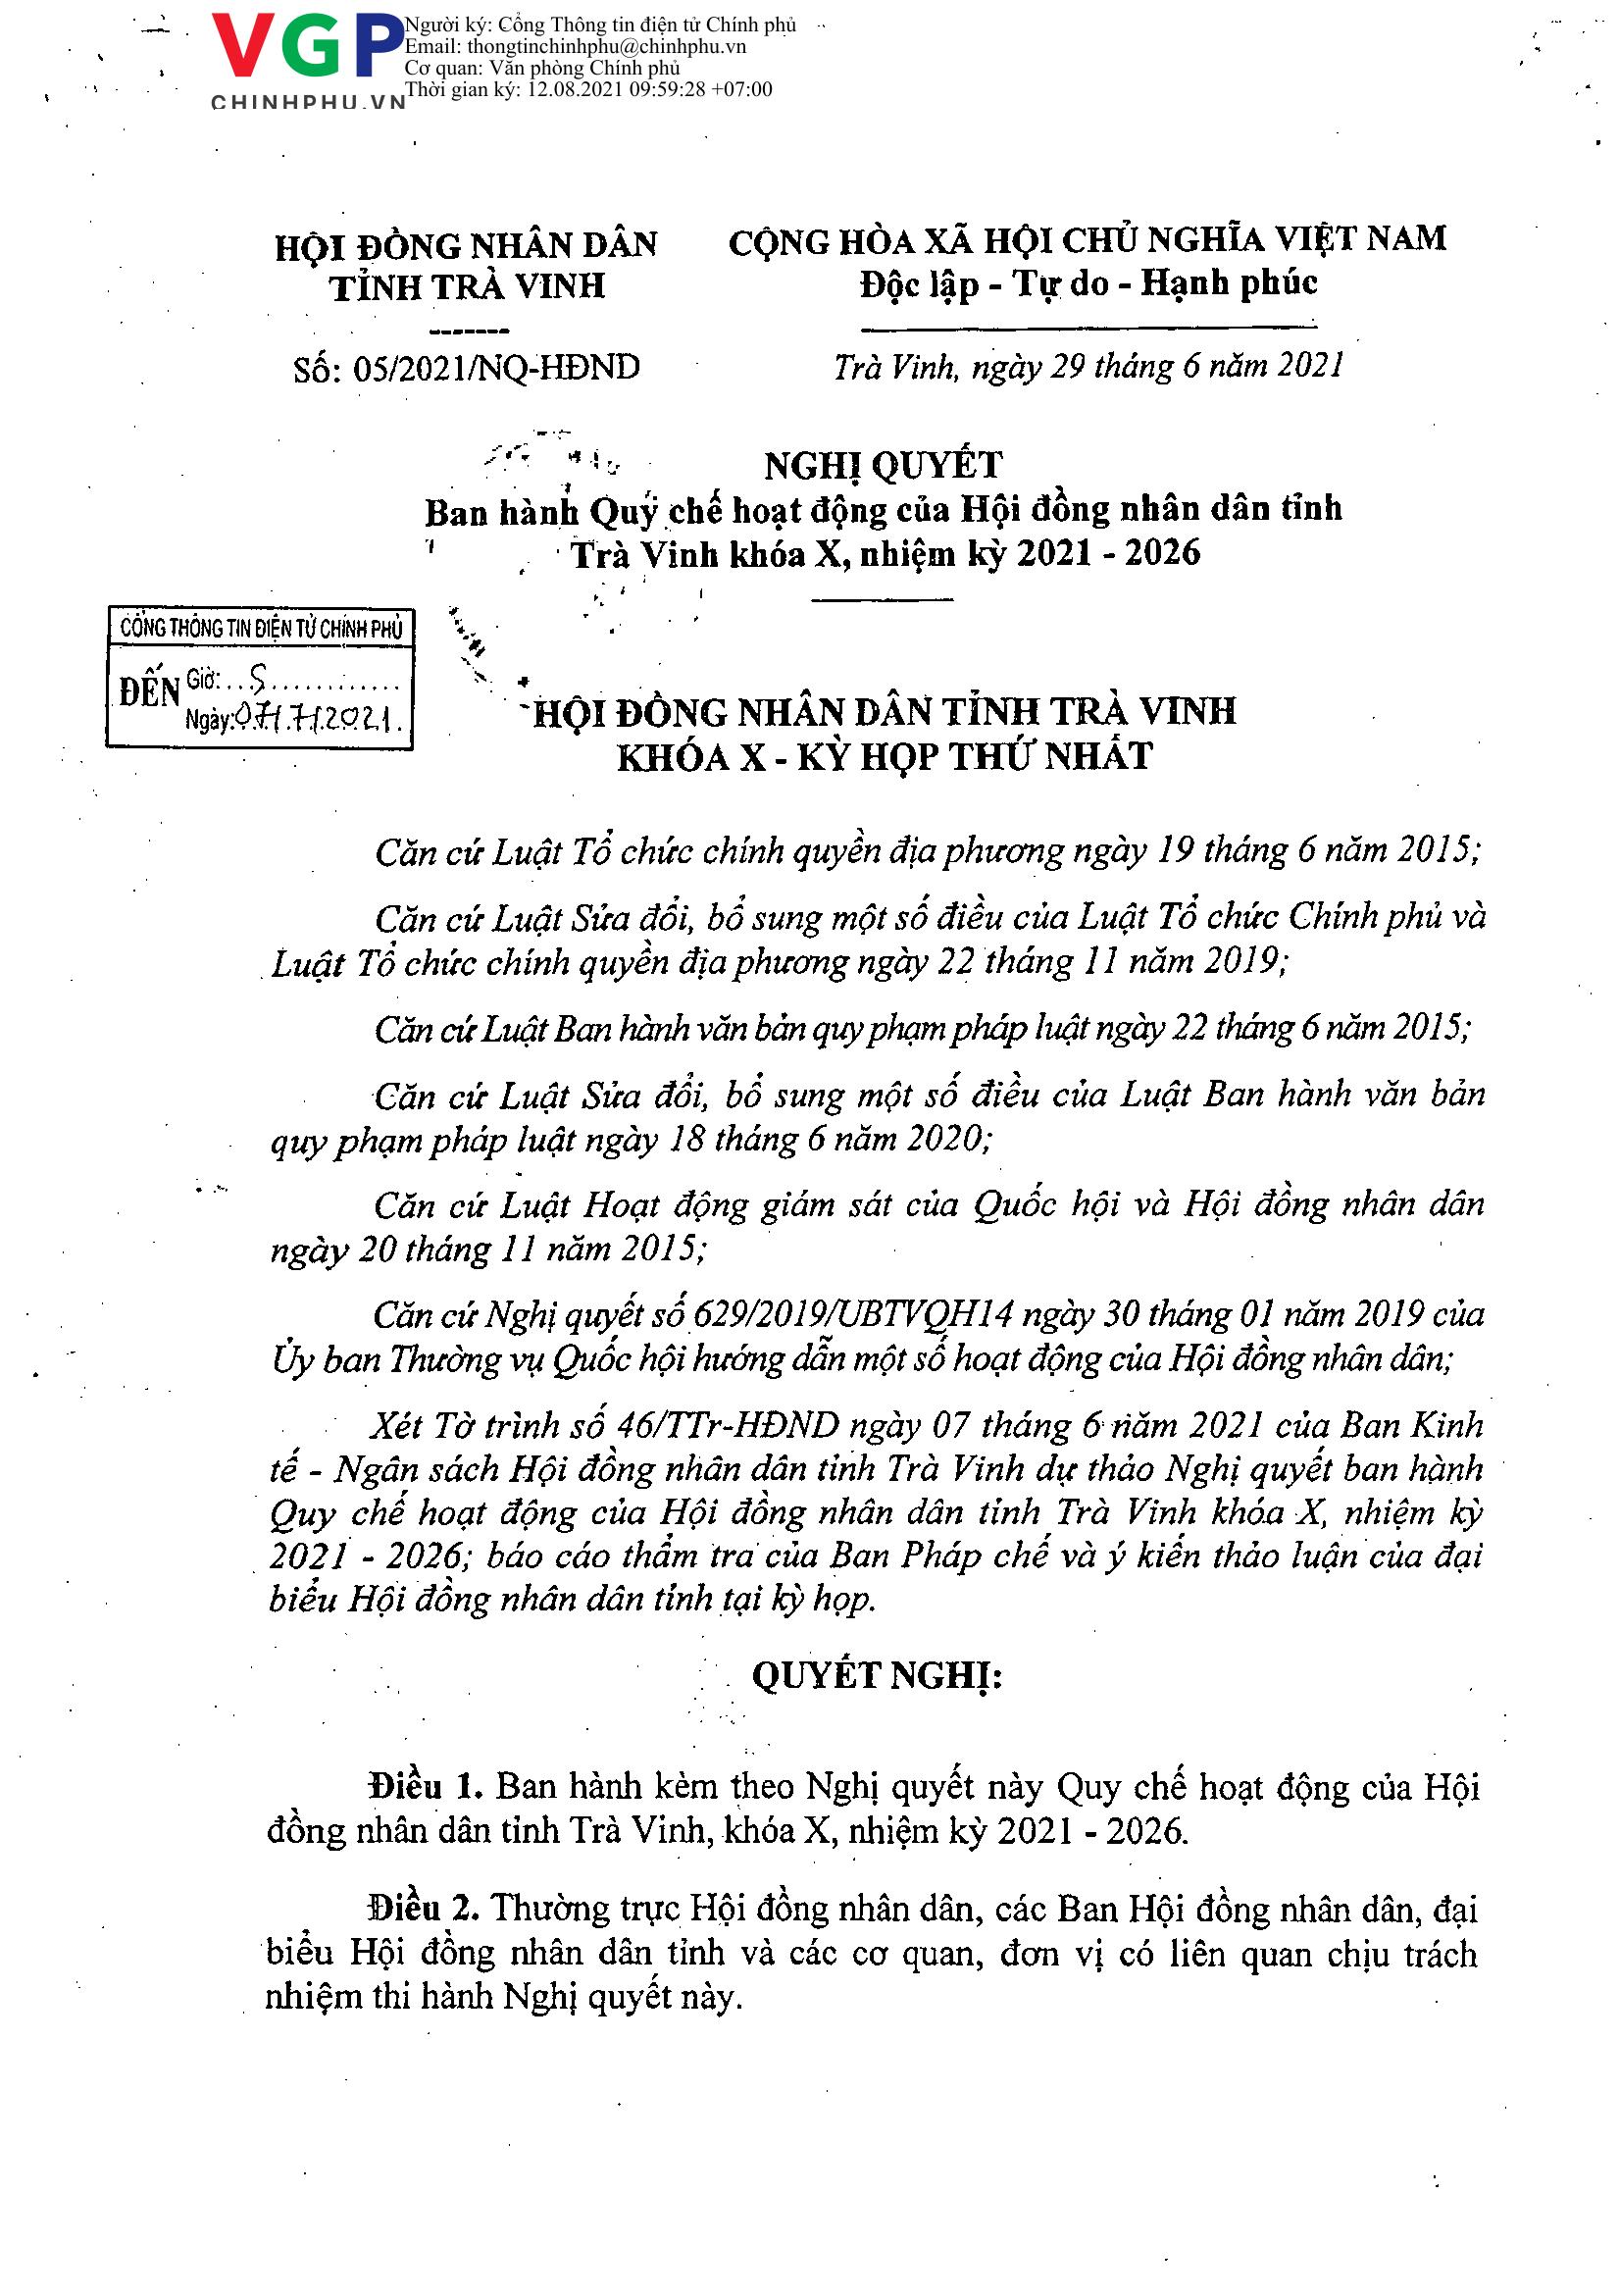 VGP
CHINHPHU.VN
Người ký: Cổng Thông tin điện tử Chính phủ
Email: thongtinchinhphu@chinhphu.vn
Cơ quan: Văn phòng Chính phủ
Thời gian ký: 12.08.2021 09:59:28 +07:00
HỘI ĐỒNG NHÂN DÂN
TỈNH TRÀ VINH
-------
Số: 05/2021/NQ-HĐND
CỘNG HÒA XÃ HỘI CHỦ NGHĨA VIỆT NAM
Độc lập - Tự do - Hạnh phúc
Trà Vinh, ngày 29 tháng 6 năm 2021
NGHỊ QUYẾT
Ban hành Quy chế hoạt động của Hội đồng nhân dân tỉnh
Trà Vinh khóa X, nhiệm kỳ 2021 - 2026
CỔNG THÔNG TIN ĐIỆN TỬ CHÍNH PHỦ
ĐẾN Giờ:...S............
Ngày:07/7/2021.
HỘI ĐỒNG NHÂN DÂN TỈNH TRÀ VINH
KHÓA X - KỲ HỌP THỨ NHẤT
Căn cứ Luật Tổ chức chính quyền địa phương ngày 19 tháng 6 năm 2015;
Căn cứ Luật Sửa đổi, bổ sung một số điều của Luật Tổ chức Chính phủ và
Luật Tổ chức chính quyền địa phương ngày 22 tháng 11 năm 2019;
Căn cứ Luật Ban hành văn bản quy phạm pháp luật ngày 22 tháng 6 năm 2015;
Căn cứ Luật Sửa đổi, bổ sung một số điều của Luật Ban hành văn bản
quy phạm pháp luật ngày 18 tháng 6 năm 2020;
Căn cứ Luật Hoạt động giám sát của Quốc hội và Hội đồng nhân dân
ngày 20 tháng 11 năm 2015;
Căn cứ Nghị quyết số 629/2019/UBTVQH14 ngày 30 tháng 01 năm 2019 của
Ủy ban Thường vụ Quốc hội hướng dẫn một số hoạt động của Hội đồng nhân dân;
Xét Tờ trình số 46/TTr-HĐND ngày 07 tháng 6 năm 2021 của Ban Kinh
tế - Ngân sách Hội đồng nhân dân tỉnh Trà Vinh dự thảo Nghị quyết ban hành
Quy chế hoạt động của Hội đồng nhân dân tỉnh Trà Vinh khóa X, nhiệm kỳ
2021 - 2026; báo cáo thẩm tra của Ban Pháp chế và ý kiến thảo luận của đại
biểu Hội đồng nhân dân tỉnh tại kỳ họp.
QUYẾT NGHỊ:
Điều 1. Ban hành kèm theo Nghị quyết này Quy chế hoạt động của Hội
đồng nhân dân tỉnh Trà Vinh, khóa X, nhiệm kỳ 2021 - 2026.
Điều 2. Thường trực Hội đồng nhân dân, các Ban Hội đồng nhân dân, đại
biểu Hội đồng nhân dân tỉnh và các cơ quan, đơn vị có liên quan chịu trách
nhiệm thi hành Nghị quyết này.